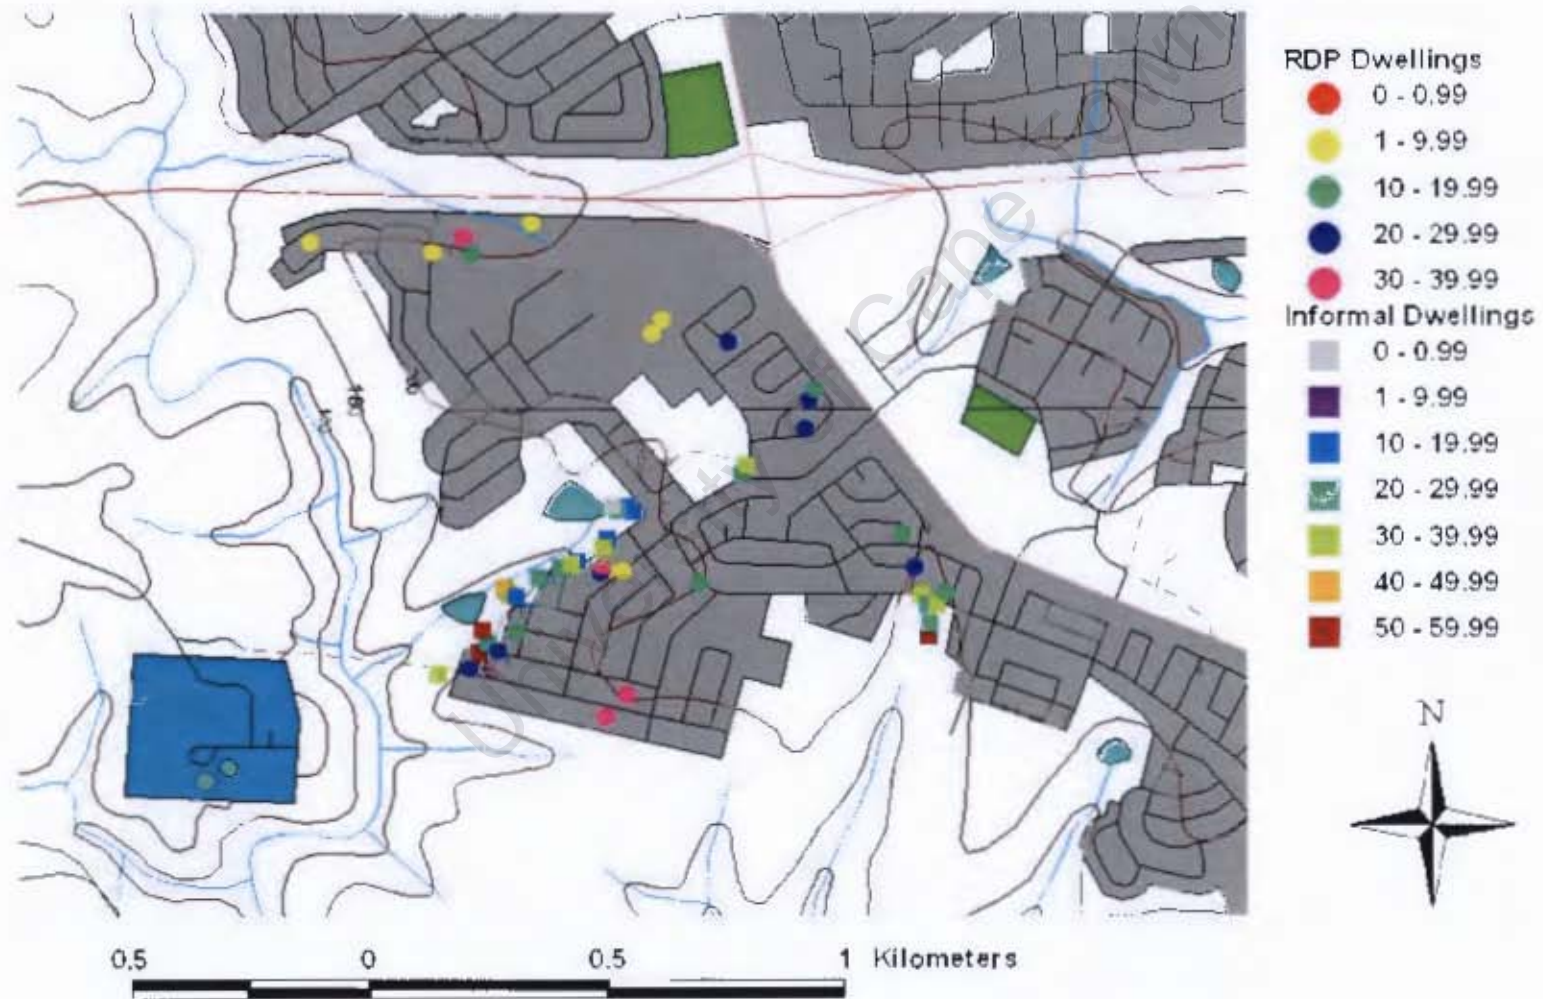 RDP Dwellings
0 - 0.99
1 - 9.99
10 - 19.99
20 - 29.99
30 - 39.99
Informal Dwellings
0 - 0.99
1 - 9.99
10 - 19.99
20 - 29.99
30 - 39.99
40 - 49.99
50 - 59.99
N
0.5 0 0.5 1 Kilometers